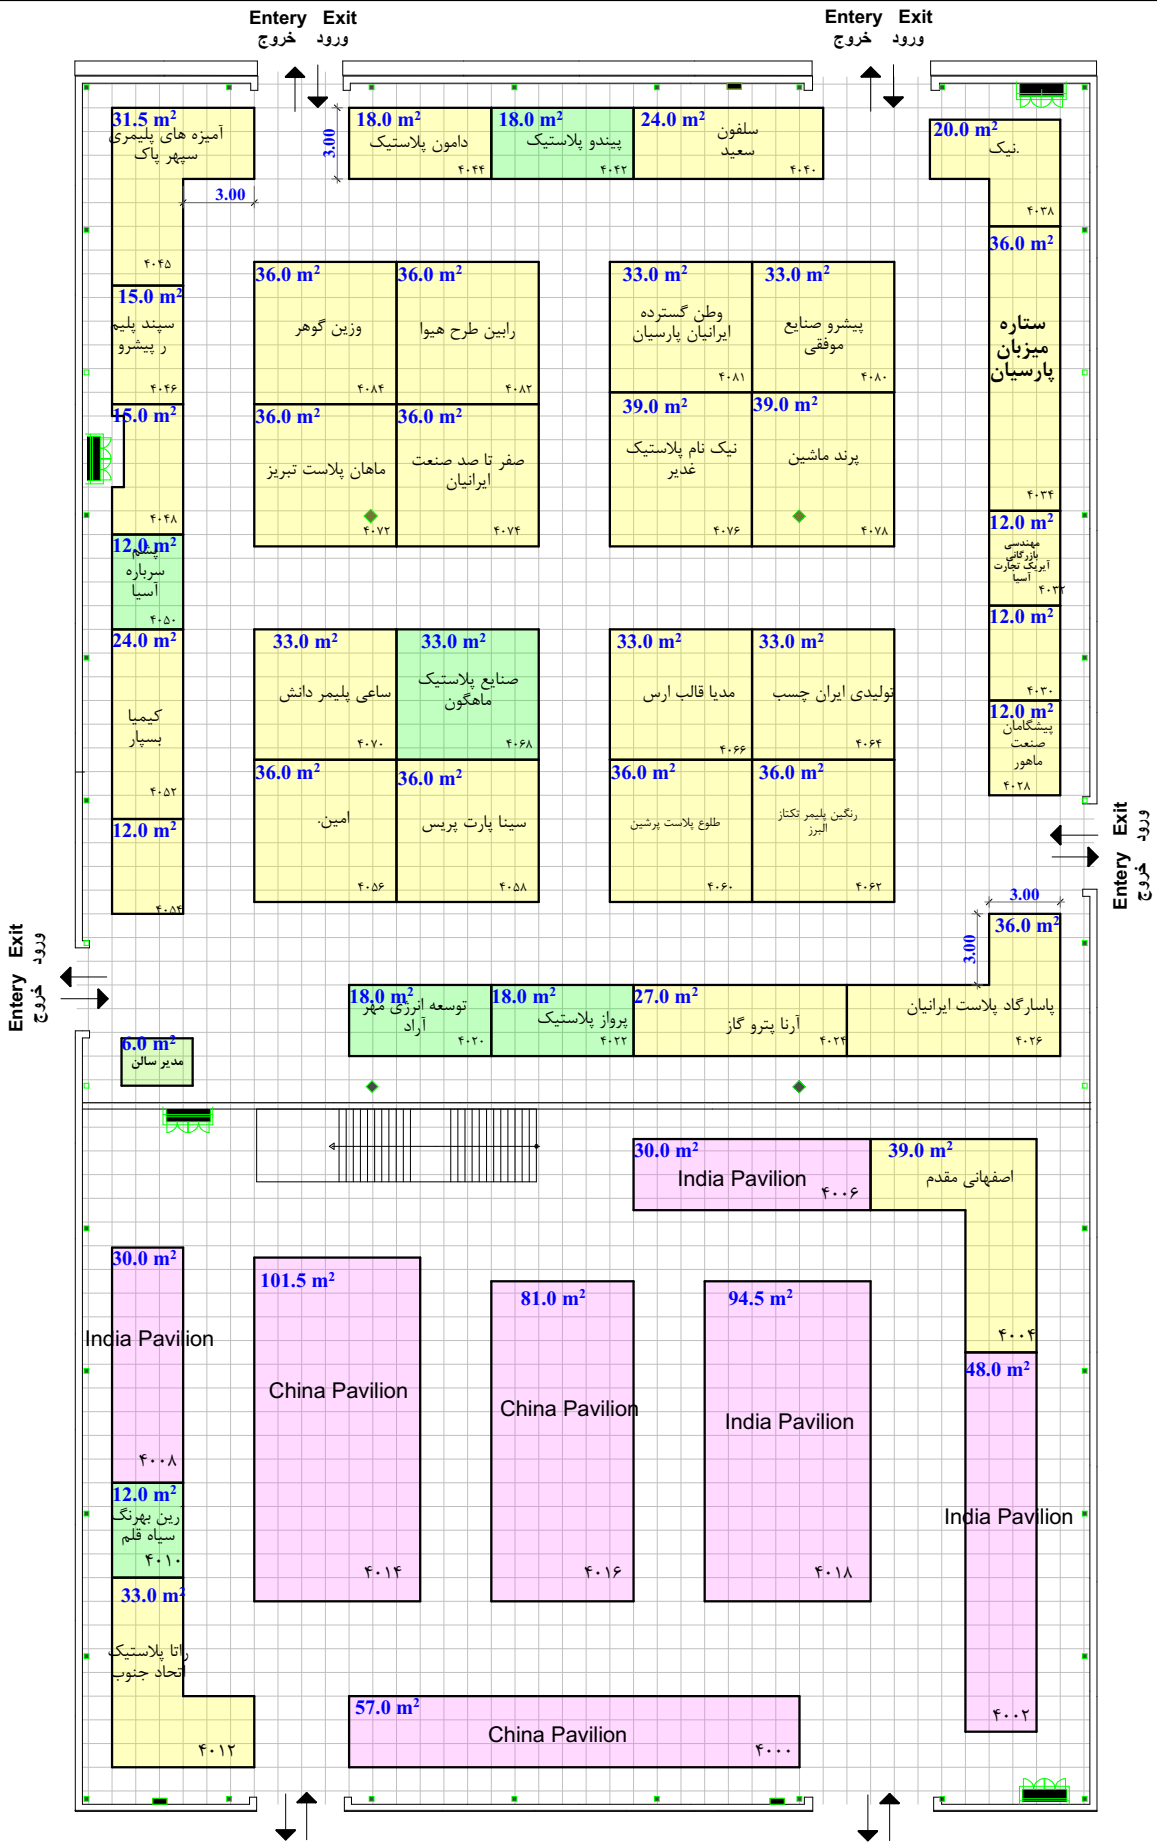 Entery Exit
خروج ورود
Entery Exit
خروج ورود
31.5 m²
آمیزه های پلیمری
سپهر پاک
۴۰۴۵
3.00
3.00
18.0 m²
دامون پلاستیک
۴۰۴۴
18.0 m²
پیندو پلاستیک
۴۰۴۲
24.0 m²
سلفون
سعید
۴۰۴۰
20.0 m²
نیک.
۴۰۳۸
15.0 m²
سپند پلیم
ر پیشرو
۴۰۴۶
36.0 m²
وزین گوهر
۴۰۸۴
36.0 m²
رابین طرح هیوا
۴۰۸۲
33.0 m²
وطن گسترده
ایرانیان پارسیان
۴۰۸۱
33.0 m²
پیشرو صنایع
موفقی
۴۰۸۰
36.0 m²
ستاره
میزبان
پارسیان
۴۰۳۴
15.0 m²
۴۰۴۸
36.0 m²
ماهان پلاست تبریز
۴۰۷۲
36.0 m²
صفر تا صد صنعت
ایرانیان
۴۰۷۴
39.0 m²
نیک نام پلاستیک
غدیر
۴۰۷۶
39.0 m²
پرند ماشین
۴۰۷۸
12.0 m²
پشم
سرباره
آسیا
۴۰۵۰
12.0 m²
مهندسی
بازرگانی
آیریک تجارت
آسیا
۴۰۳۲
24.0 m²
کیمیا
بسپار
۴۰۵۲
33.0 m²
ساعی پلیمر دانش
۴۰۷۰
33.0 m²
صنایع پلاستیک
ماهگون
۴۰۶۸
33.0 m²
مدیا قالب ارس
۴۰۶۶
33.0 m²
تولیدی ایران چسب
۴۰۶۴
12.0 m²
۴۰۳۰
12.0 m²
پیشگامان
صنعت
ماهور
۴۰۲۸
12.0 m²
۴۰۵۴
36.0 m²
امین.
۴۰۵۶
36.0 m²
سینا پارت پریس
۴۰۵۸
36.0 m²
طلوع پلاست پرشین
۴۰۶۰
36.0 m²
رنگین پلیمر تکتاز
البرز
۴۰۶۲
Entery Exit
خروج ورود
Entery Exit
خروج ورود
3.00
3.00
18.0 m²
توسعه انرژی مهر
آراد
۴۰۲۰
18.0 m²
پرواز پلاستیک
۴۰۲۲
27.0 m²
آرنا پترو گاز
۴۰۲۴
36.0 m²
پاسارگاد پلاست ایرانیان
۴۰۲۶
6.0 m²
مدیر سالن
30.0 m²
India Pavilion
۴۰۰۶
39.0 m²
اصفهانی مقدم
۴۰۰۴
30.0 m²
India Pavilion
۴۰۰۸
101.5 m²
China Pavilion
۴۰۱۴
81.0 m²
China Pavilion
۴۰۱۶
94.5 m²
India Pavilion
۴۰۱۸
48.0 m²
India Pavilion
۴۰۰۲
12.0 m²
رین بهرنگ
سیاه قلم
۴۰۱۰
33.0 m²
راتا پلاستیک
اتحاد جنوب
۴۰۱۲
57.0 m²
China Pavilion
۴۰۰۰